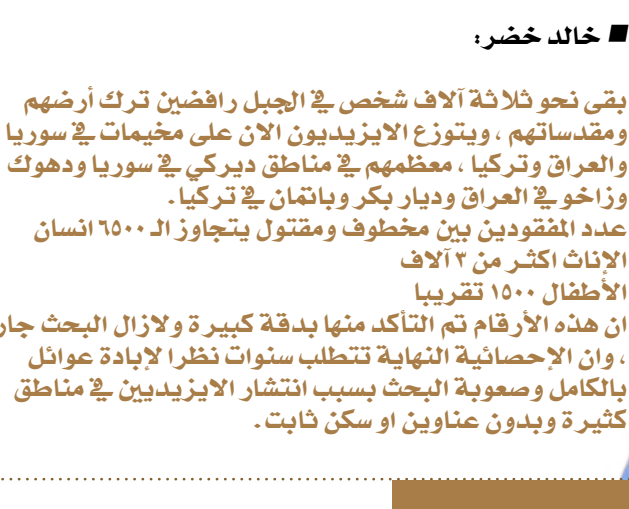 ■ خالد خضر:
بقى نحو ثلاثة آلاف شخص في الجبل رافضين ترك أرضهم
ومقدساتهم ، ويتوزع الايزيديون الان على مخيمات في سوريا
والعراق وتركيا ، معظمهم في مناطق ديركي في سوريا ودهوك
وزاخو في العراق وديار بكر وباتمان في تركيا.
عدد المفقودين بين مخطوف ومقتول يتجاوز الـ ٦٥٠٠ انسان
الإناث اكثر من ٣ آلاف
الأطفال ١٥٠٠ تقريبا
ان هذه الأرقام تم التأكد منها بدقة كبيرة ولازال البحث جار
، وان الإحصائية النهاية تتطلب سنوات نظرا لإبادة عوائل
بالكامل وصعوبة البحث بسبب انتشار الايزيديين في مناطق
كثيرة وبدون عناوين او سكن ثابت.